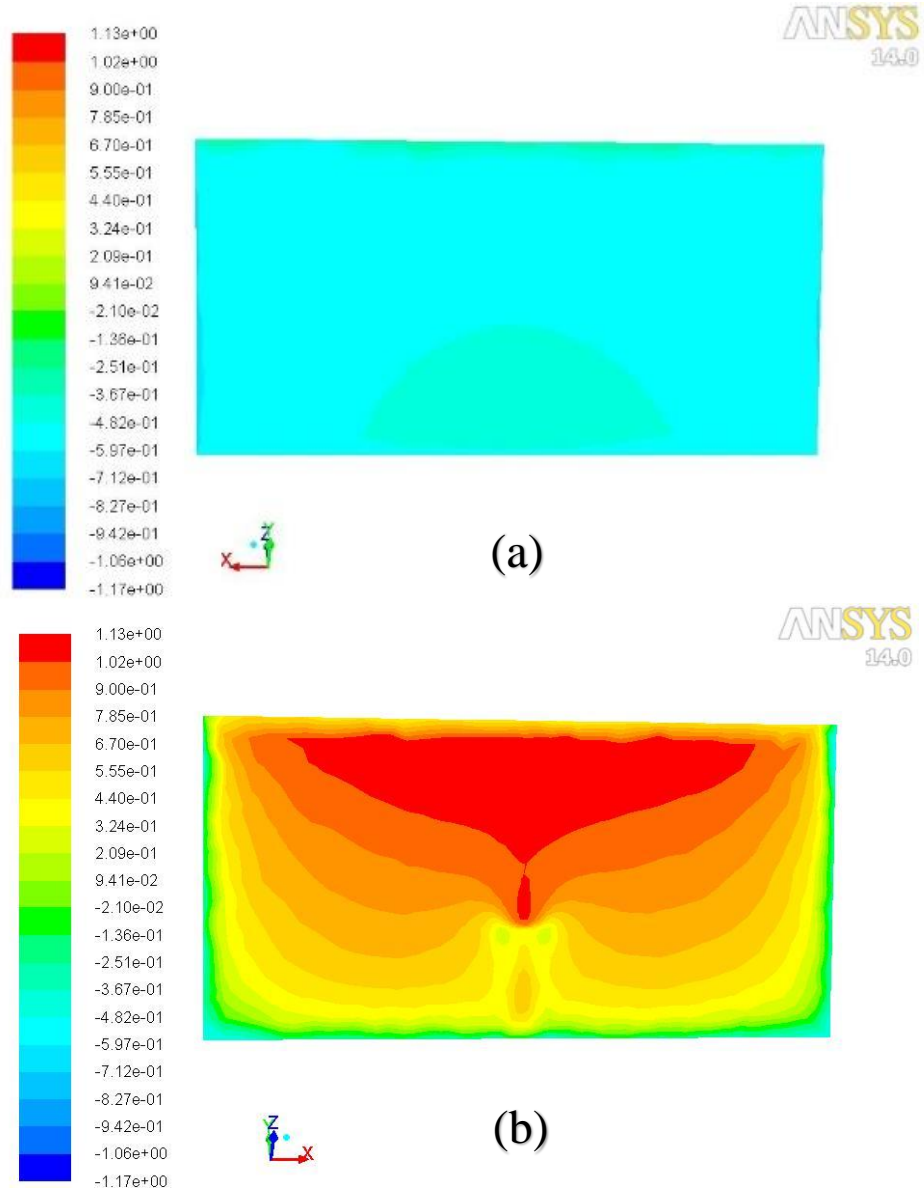 ANSYS
14.0
1.13e+00
1.02e+00
9.00e-01
7.85e-01
6.70e-01
5.55e-01
4.40e-01
3.24e-01
2.09e-01
9.41e-02
-2.10e-02
-1.36e-01
-2.51e-01
-3.67e-01
-4.82e-01
-5.97e-01
-7.12e-01
-8.27e-01
-9.42e-01
-1.06e+00
-1.17e+00
Y
Z
X
(a)
ANSYS
14.0
1.13e+00
1.02e+00
9.00e-01
7.85e-01
6.70e-01
5.55e-01
4.40e-01
3.24e-01
2.09e-01
9.41e-02
-2.10e-02
-1.36e-01
-2.51e-01
-3.67e-01
-4.82e-01
-5.97e-01
-7.12e-01
-8.27e-01
-9.42e-01
-1.06e+00
-1.17e+00
Z
Y
X
(b)